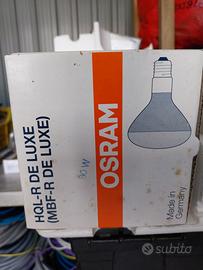 HQL-R DE LUXE
(MBF-R DE LUXE)
80W
OSRAM
Made in
Germany
subito